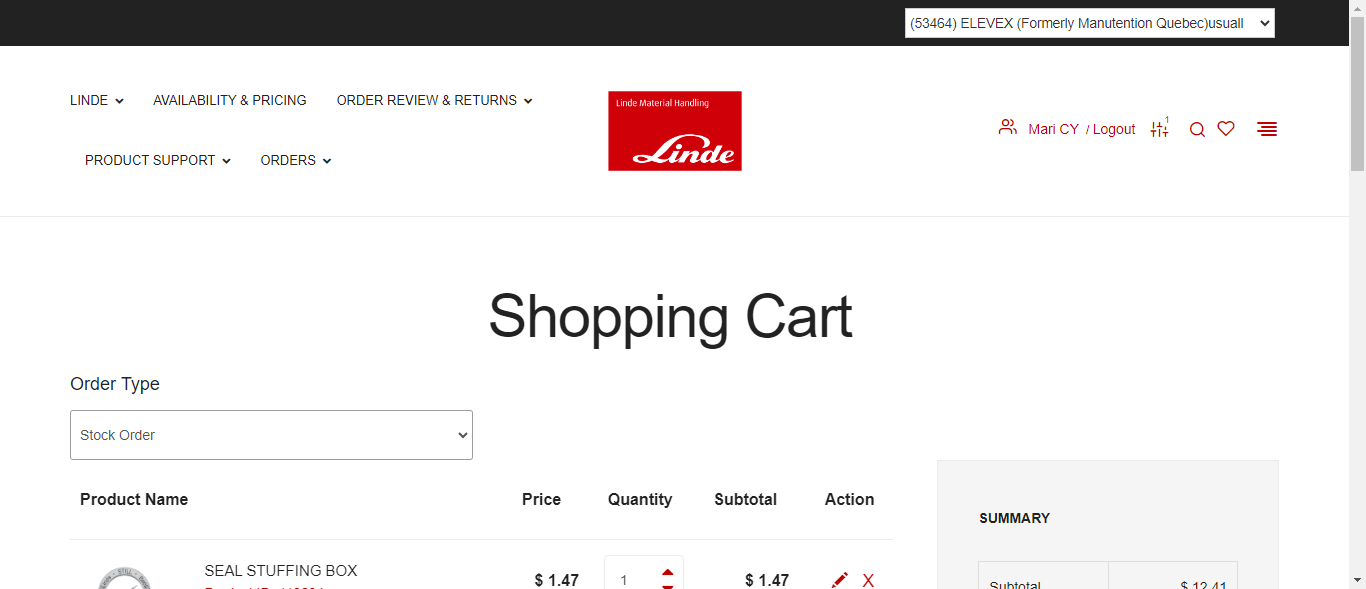 (53464) ELEVEX (Formerly Manutention Quebec)usuall
LINDE
AVAILABILITY & PRICING
ORDER REVIEW & RETURNS
PRODUCT SUPPORT
ORDERS
Linde Material Handling
Linde
Mari CY / Logout
1
Shopping Cart
Order Type
Stock Order
Product Name Price Quantity Subtotal Action
SEAL STUFFING BOX
$ 1.47 1 $ 1.47 X
SUMMARY
Subtotal $ 12.41